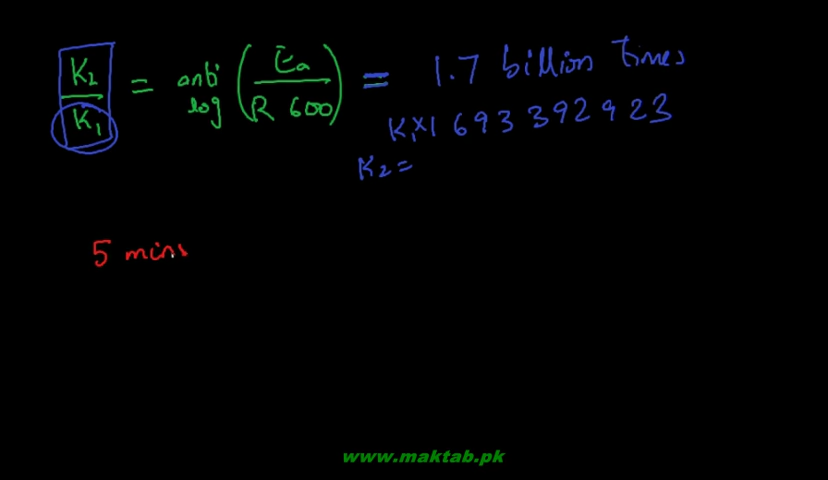 K2/K1 = anti log (Ea / R 600) = 1.7 billion times
K1×1 693 392 923
K2 =
5 mins
www.maktab.pk